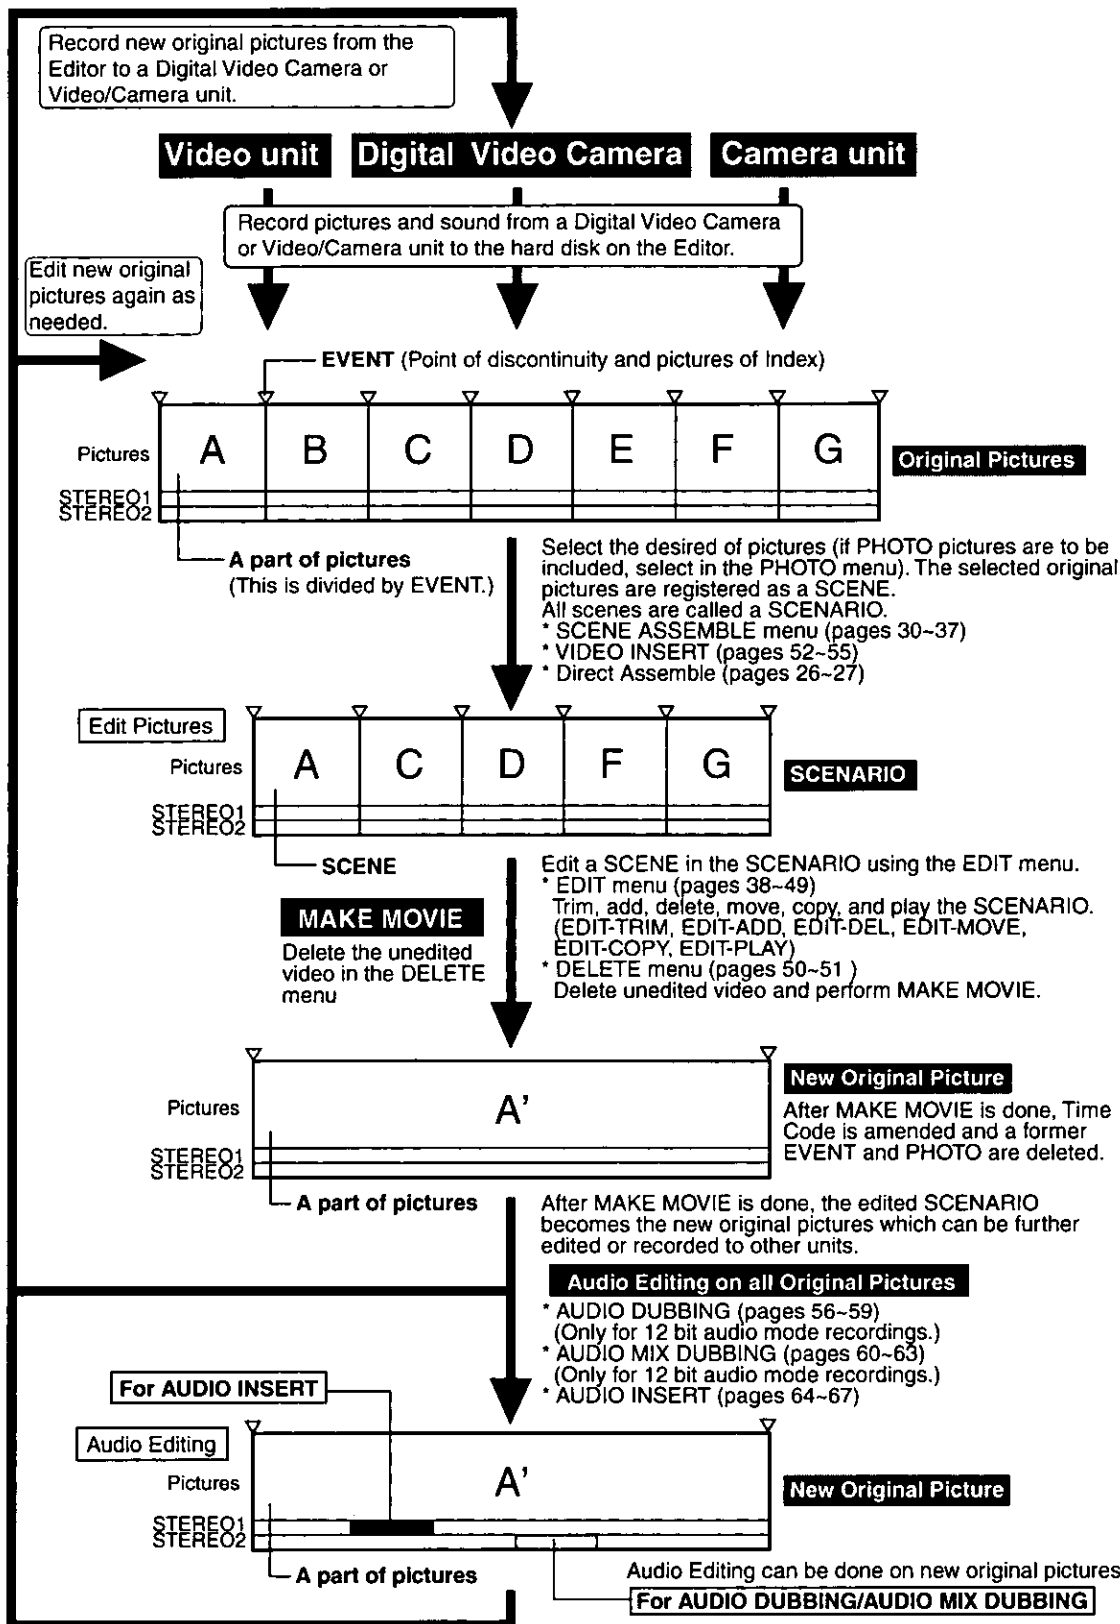 Record new original pictures from the
Editor to a Digital Video Camera or
Video/Camera unit.
Video unit
Digital Video Camera
Camera unit
Record pictures and sound from a Digital Video Camera
or Video/Camera unit to the hard disk on the Editor.
Edit new original
pictures again as
needed.
EVENT (Point of discontinuity and pictures of Index)
Pictures A B C D E F G
Original Pictures
STEREO1
STEREO2
A part of pictures
(This is divided by EVENT.)
Select the desired of pictures (if PHOTO pictures are to be
included, select in the PHOTO menu). The selected original
pictures are registered as a SCENE.
All scenes are called a SCENARIO.
* SCENE ASSEMBLE menu (pages 30~37)
* VIDEO INSERT (pages 52~55)
* Direct Assemble (pages 26~27)
Edit Pictures
Pictures A C D F G
SCENARIO
STEREO1
STEREO2
SCENE
MAKE MOVIE
Delete the unedited
video in the DELETE
menu
Edit a SCENE in the SCENARIO using the EDIT menu.
* EDIT menu (pages 38~49)
Trim, add, delete, move, copy, and play the SCENARIO.
(EDIT-TRIM, EDIT-ADD, EDIT-DEL, EDIT-MOVE,
EDIT-COPY, EDIT-PLAY)
* DELETE menu (pages 50~51 )
Delete unedited video and perform MAKE MOVIE.
Pictures A'
New Original Picture
After MAKE MOVIE is done, Time
Code is amended and a former
EVENT and PHOTO are deleted.
STEREO1
STEREO2
A part of pictures
After MAKE MOVIE is done, the edited SCENARIO
becomes the new original pictures which can be further
edited or recorded to other units.
Audio Editing on all Original Pictures
* AUDIO DUBBING (pages 56~59)
(Only for 12 bit audio mode recordings.)
* AUDIO MIX DUBBING (pages 60~63)
(Only for 12 bit audio mode recordings.)
* AUDIO INSERT (pages 64~67)
For AUDIO INSERT
Audio Editing
Pictures A'
New Original Picture
STEREO1
STEREO2
A part of pictures
Audio Editing can be done on new original pictures
For AUDIO DUBBING/AUDIO MIX DUBBING